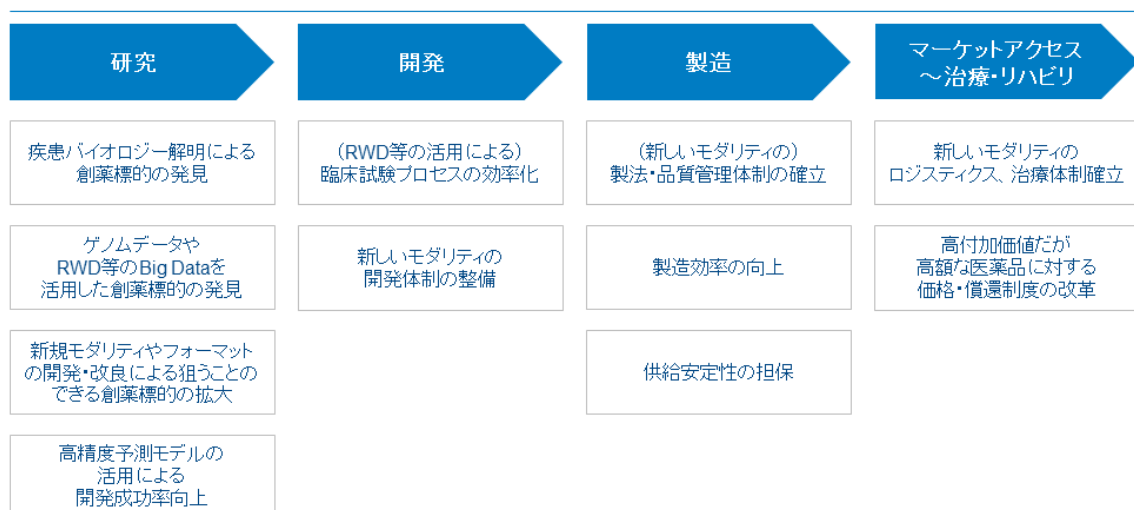 研究
開発
製造
マーケットアクセス
～治療・リハビリ
疾患バイオロジー解明による
創薬標的の発見
ゲノムデータや
RWD等のBig Dataを
活用した創薬標的の発見
新規モダリティやフォーマット
の開発・改良による狙うことの
できる創薬標的の拡大
高精度予測モデルの
活用による
開発成功率向上
（RWD等の活用による）
臨床試験プロセスの効率化
新しいモダリティの
開発体制の整備
（新しいモダリティの）
製法・品質管理体制の確立
製造効率の向上
供給安定性の担保
新しいモダリティの
ロジスティクス、治療体制確立
高付加価値だが
高額な医薬品に対する
価格・償還制度の改革